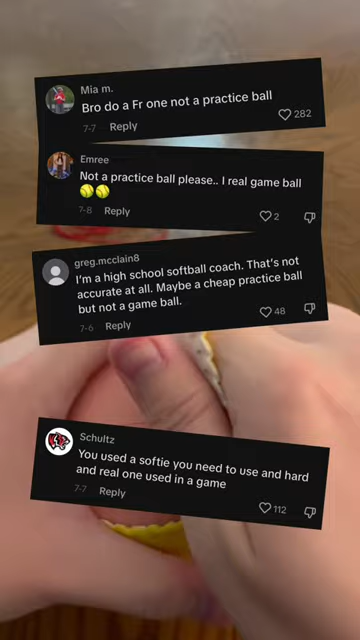 Mia m.
Bro do a Fr one not a practice ball
7-7 Reply
282
Emree
Not a practice ball please.. I real game ball
🥎🥎
7-8 Reply
2
greg.mcclain8
I'm a high school softball coach. That's not
accurate at all. Maybe a cheap practice ball
but not a game ball.
7-6 Reply
48
Schultz
You used a softie you need to use and hard
and real one used in a game
7-7 Reply
112